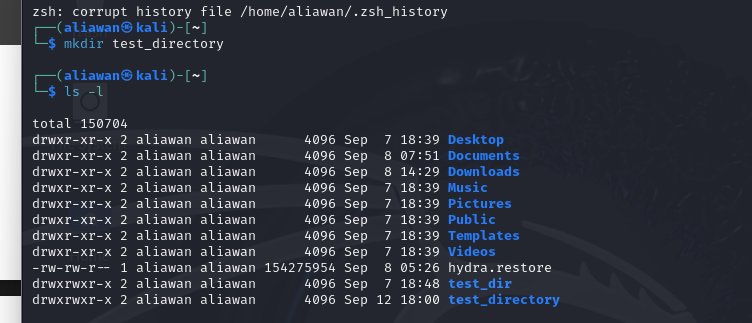 zsh: corrupt history file /home/aliawan/.zsh_history
┌──(aliawan㉿kali)-[~]
└─$ mkdir test_directory
┌──(aliawan㉿kali)-[~]
└─$ ls -l
total 150704
drwxr-xr-x 2 aliawan aliawan      4096 Sep  7 18:39 Desktop
drwxr-xr-x 2 aliawan aliawan      4096 Sep  8 07:51 Documents
drwxr-xr-x 2 aliawan aliawan      4096 Sep  8 14:29 Downloads
drwxr-xr-x 2 aliawan aliawan      4096 Sep  7 18:39 Music
drwxr-xr-x 2 aliawan aliawan      4096 Sep  7 18:39 Pictures
drwxr-xr-x 2 aliawan aliawan      4096 Sep  7 18:39 Public
drwxr-xr-x 2 aliawan aliawan      4096 Sep  7 18:39 Templates
drwxr-xr-x 2 aliawan aliawan      4096 Sep  7 18:39 Videos
-rw-rw-r-- 1 aliawan aliawan 154275954 Sep  8 05:26 hydra.restore
drwxrwxr-x 2 aliawan aliawan      4096 Sep  7 18:48 test_dir
drwxrwxr-x 2 aliawan aliawan      4096 Sep 12 18:00 test_directory